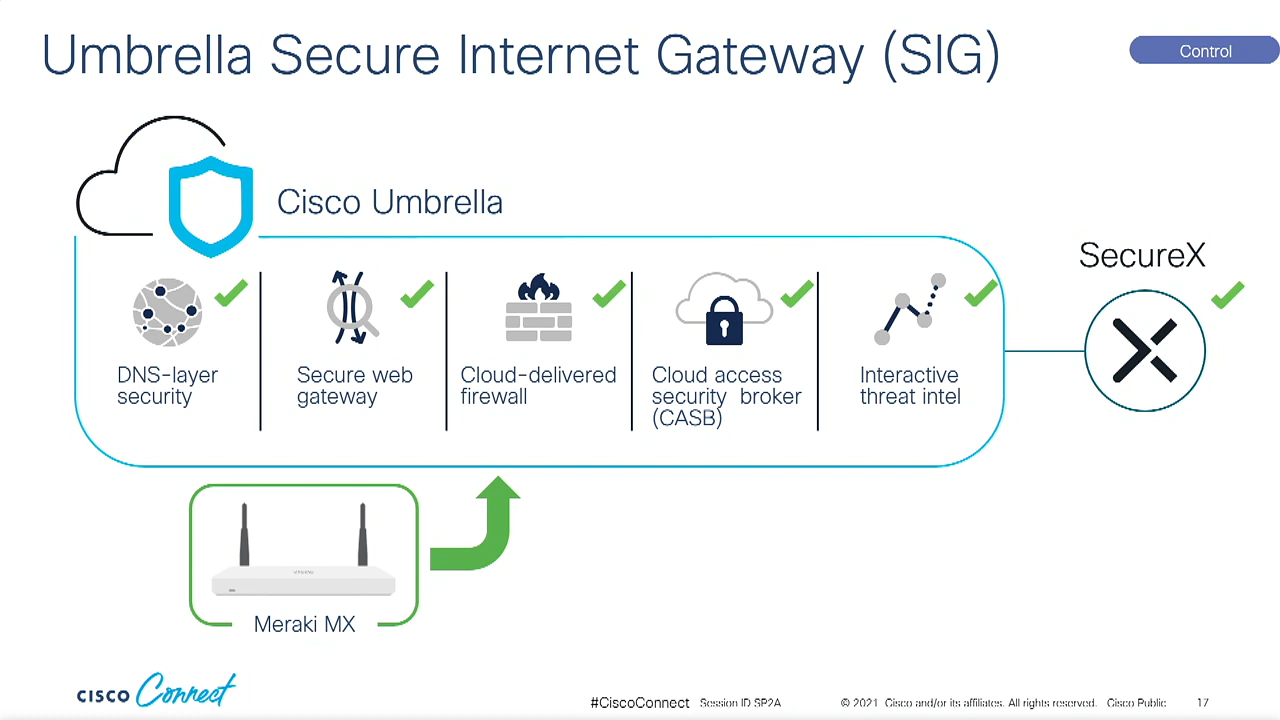 Umbrella Secure Internet Gateway (SIG)
Control
Cisco Umbrella
SecureX
DNS-layer
security
Secure web
gateway
Cloud-delivered
firewall
Cloud access
security broker
(CASB)
Interactive
threat intel
Meraki MX
CISCO Connect
#CiscoConnect Session ID SP2A © 2021 Cisco and/or its affiliates. All rights reserved. Cisco Public 17